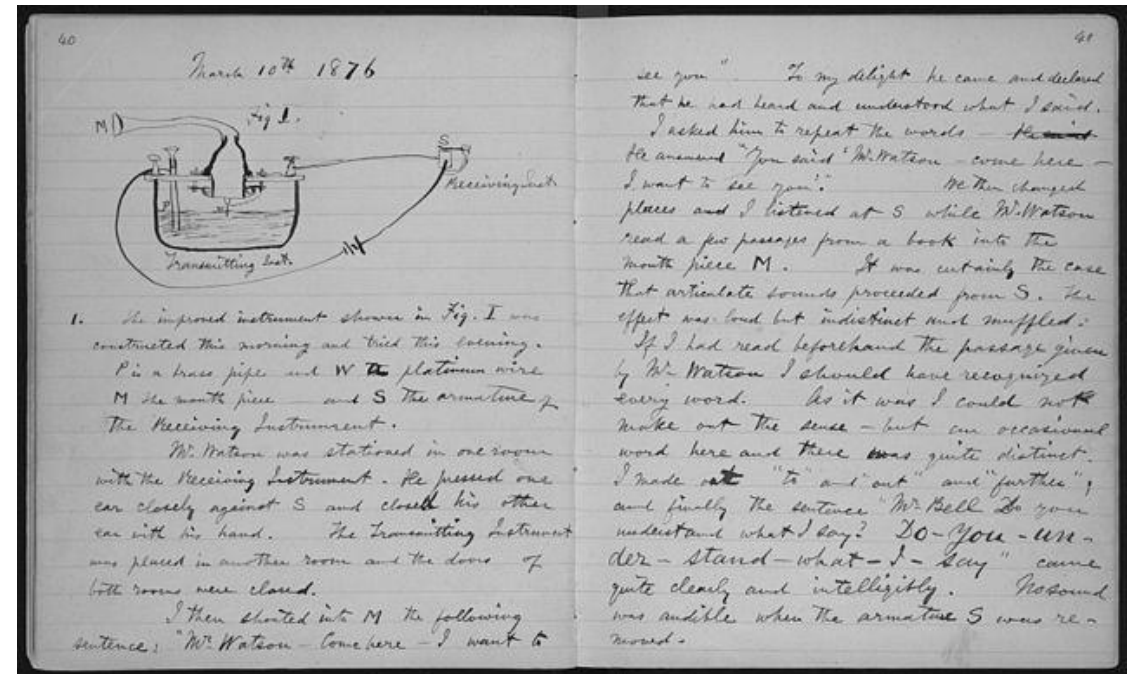 40
March 10th 1876
Fig 1.
M
S
Receiving Inst.
P
W
Transmitting Inst.
1. The improved instrument shown in Fig. I was
constructed this morning and tried this evening.
P is a brass pipe and W a platinum wire
M the mouth piece — and S the armature of
the Receiving Instrument.
Mr. Watson was stationed in one room
with the Receiving Instrument. He pressed one
ear closely against S and closed his other
ear with his hand. The Transmitting Instrument
was placed in another room and the doors of
both rooms were closed.
I then shouted into M the following
sentence: "Mr. Watson — Come here — I want to
41
see you". To my delight he came and declared
that he had heard and understood what I said.
I asked him to repeat the words —
He answered "You said "Mr. Watson — come here —
I want to see you"." We then changed
places and I listened at S while Mr. Watson
read a few passages from a book into the
mouth piece M. It was certainly the case
that articulate sounds proceeded from S. The
effect was loud but indistinct and muffled.
If I had read beforehand the passage given
by Mr. Watson I should have recognized
every word. As it was I could not
make out the sense — but an occasional
word here and there was quite distinct.
I made out "to" and "out" and "further";
and finally the sentence "Mr. Bell Do you
understand what I say? Do-you-un-
der-stand-what-I-say" came
quite clearly and intelligibly. No sound
was audible when the armature S was re-
moved.